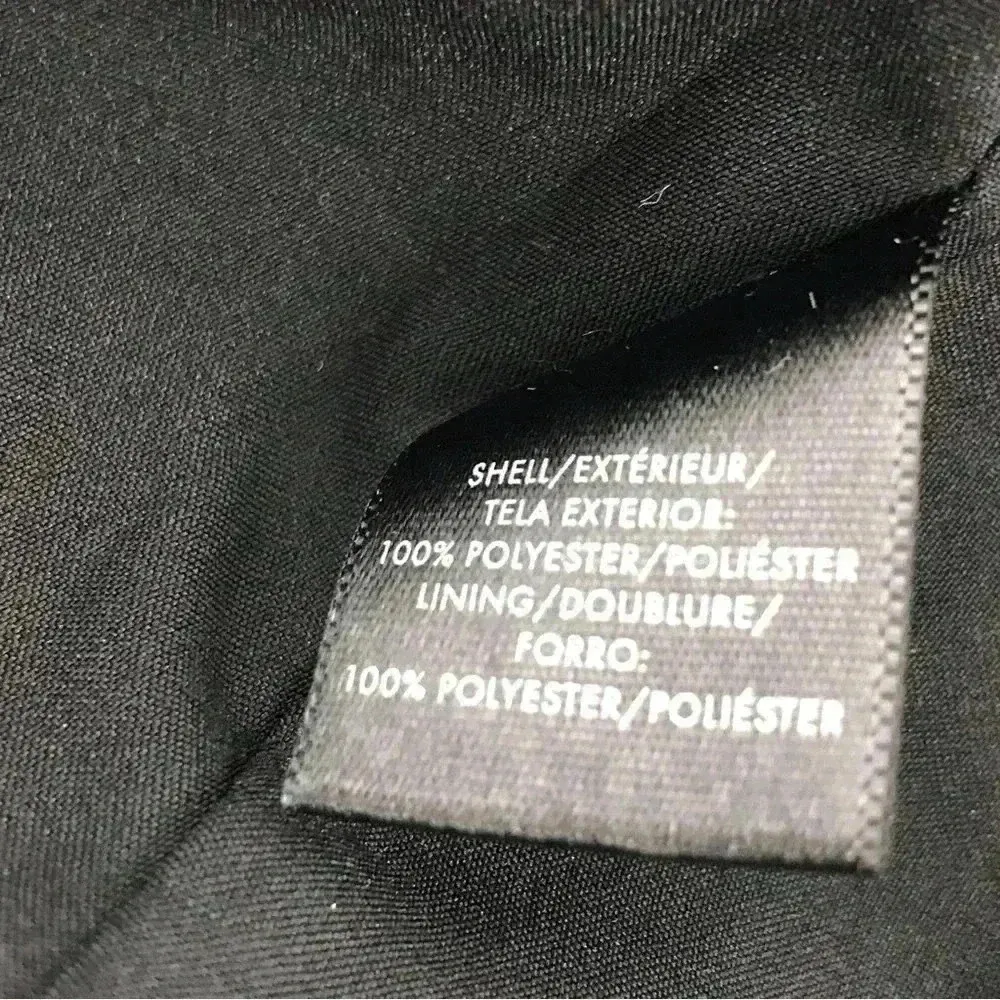 SHELL/EXTÉRIEUR/
TELA EXTERIOR:
100% POLYESTER/POLIÉSTER
LINING/DOUBLURE/
FORRO:
100% POLYESTER/POLIÉSTER